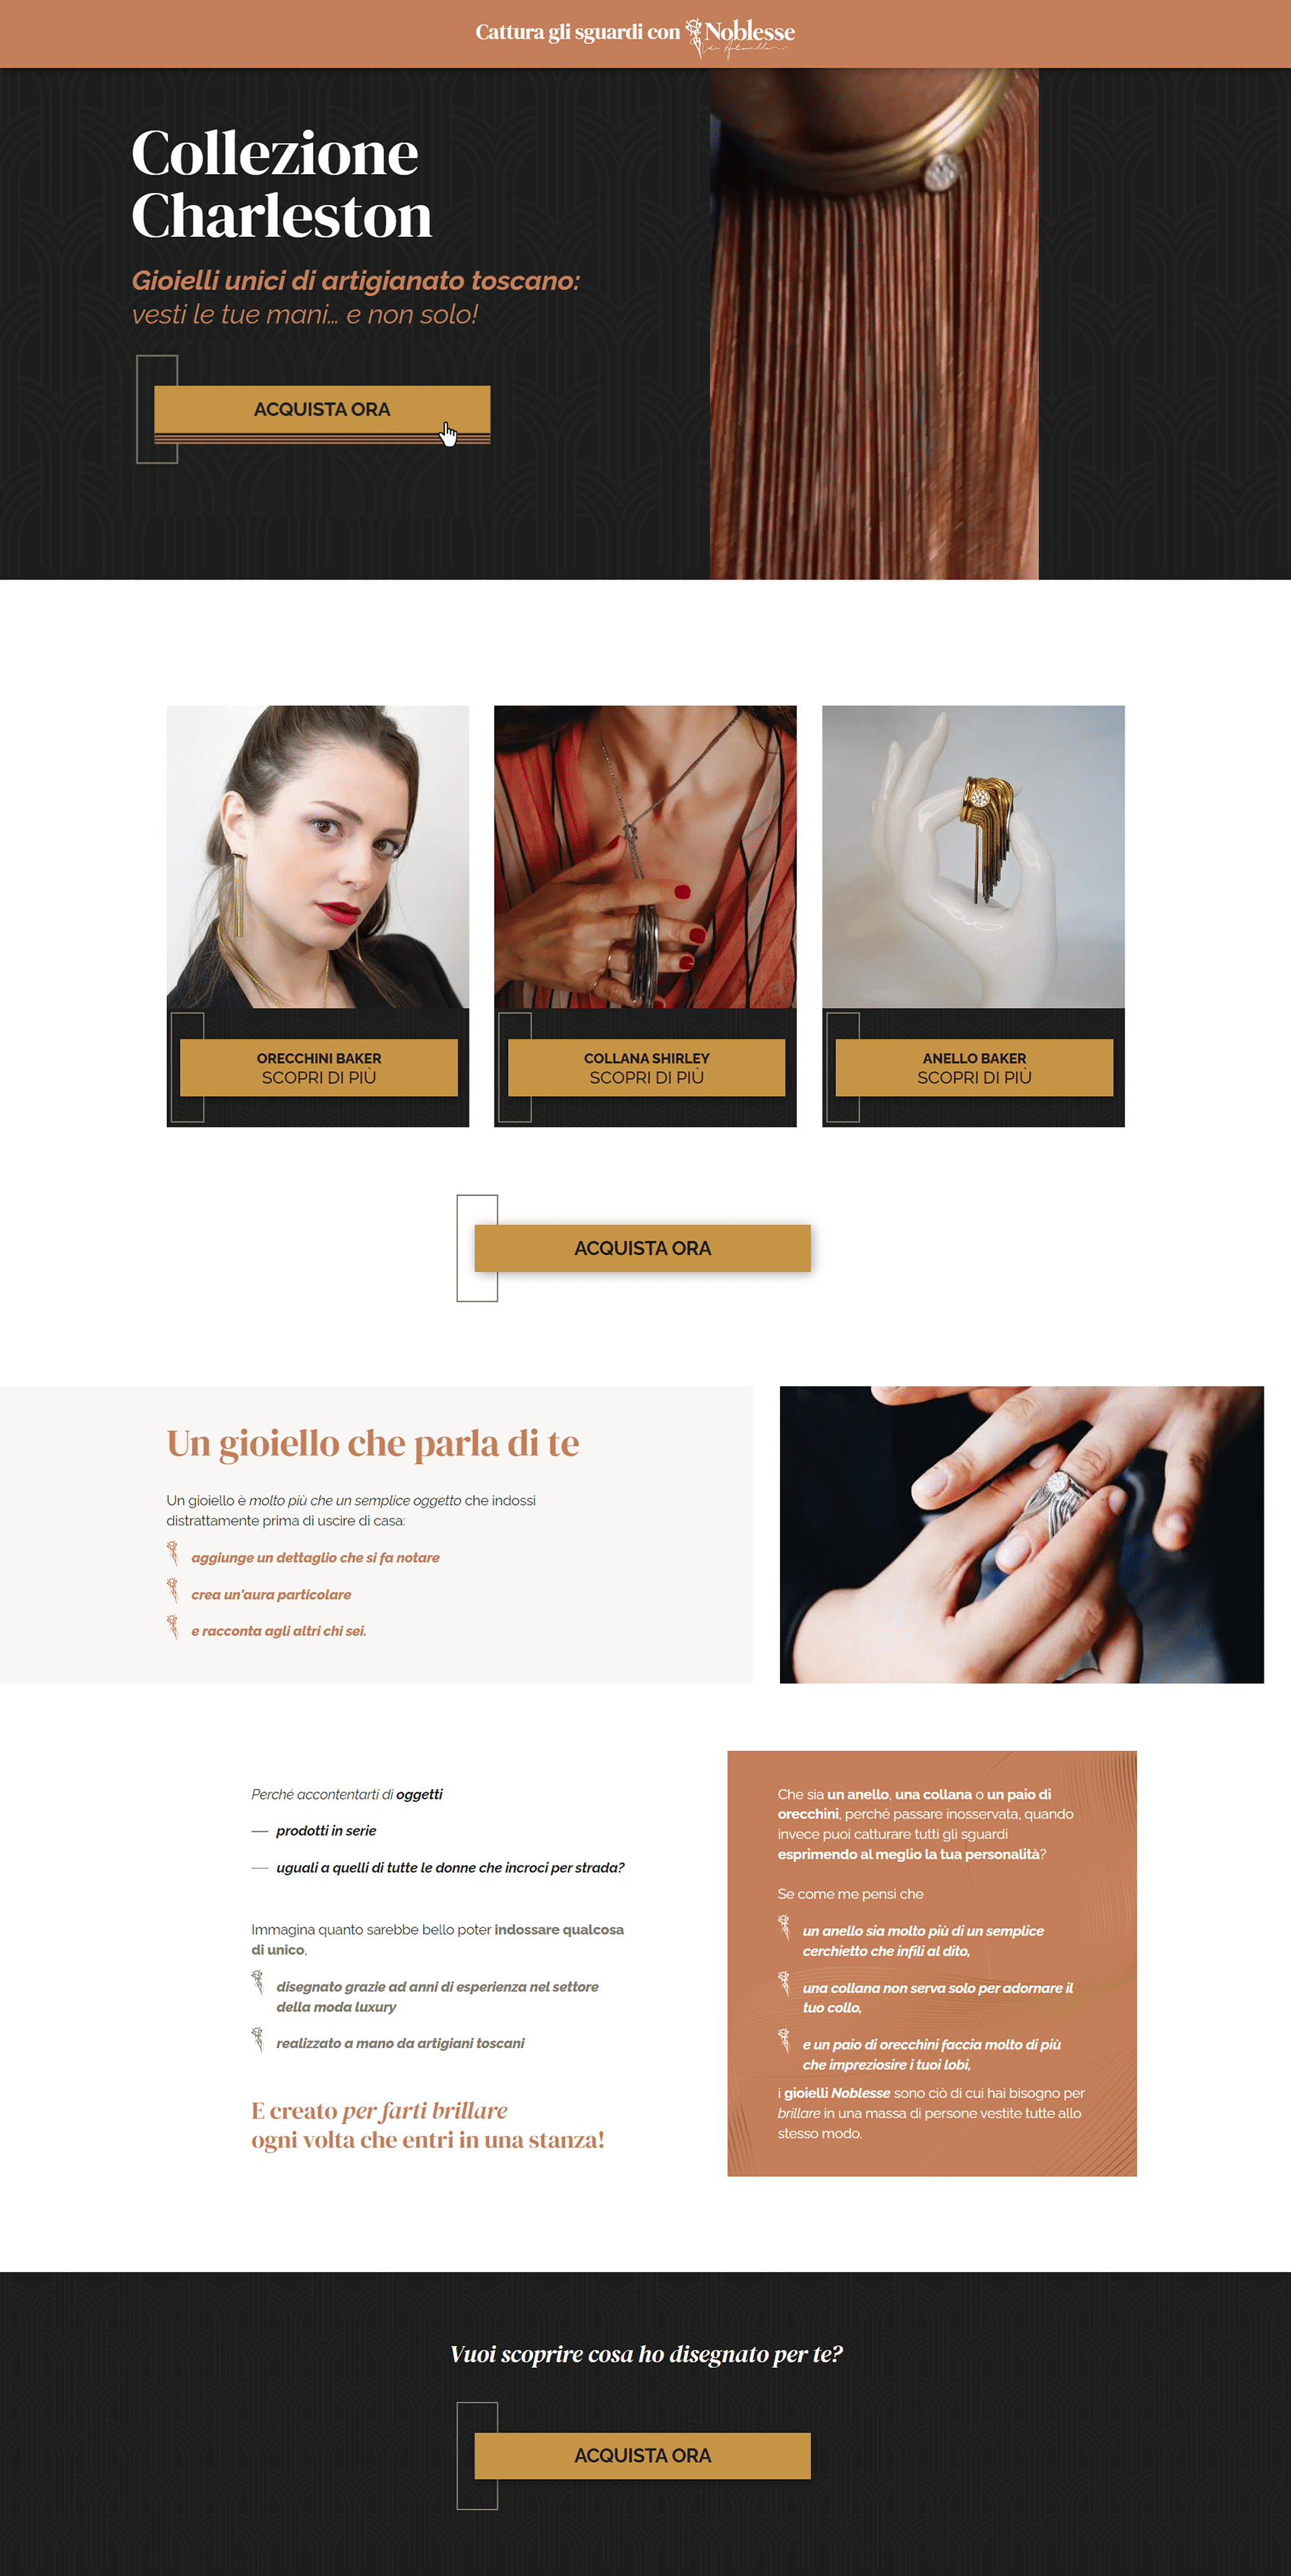 Cattura gli sguardi con Noblesse
di Antonella
Collezione
Charleston
Gioielli unici di artigianato toscano:
vesti le tue mani... e non solo!
ACQUISTA ORA
ORECCHINI BAKER
SCOPRI DI PIÙ
COLLANA SHIRLEY
SCOPRI DI PIÙ
ANELLO BAKER
SCOPRI DI PIÙ
ACQUISTA ORA
Un gioiello che parla di te
Un gioiello è molto più che un semplice oggetto che indossi
distrattamente prima di uscire di casa:
aggiunge un dettaglio che si fa notare
crea un'aura particolare
e racconta agli altri chi sei.
Perché accontentarti di oggetti
— prodotti in serie
— uguali a quelli di tutte le donne che incroci per strada?
Immagina quanto sarebbe bello poter indossare qualcosa
di unico,
disegnato grazie ad anni di esperienza nel settore
della moda luxury
realizzato a mano da artigiani toscani
E creato per farti brillare
ogni volta che entri in una stanza!
Che sia un anello, una collana o un paio di
orecchini, perché passare inosservata, quando
invece puoi catturare tutti gli sguardi
esprimendo al meglio la tua personalità?
Se come me pensi che
un anello sia molto più di un semplice
cerchietto che infili al dito,
una collana non serva solo per adornare il
tuo collo,
e un paio di orecchini faccia molto di più
che impreziosire i tuoi lobi,
i gioielli Noblesse sono ciò di cui hai bisogno per
brillare in una massa di persone vestite tutte allo
stesso modo.
Vuoi scoprire cosa ho disegnato per te?
ACQUISTA ORA